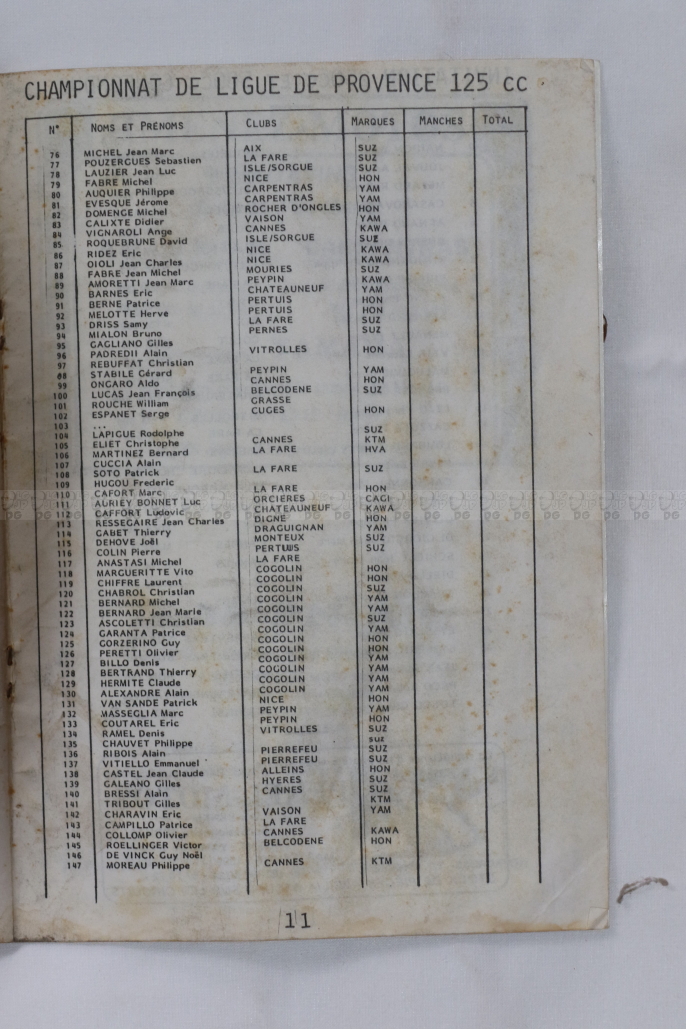 CHAMPIONNAT DE LIGUE DE PROVENCE 125 cc
N° NOMS ET PRÉNOMS CLUBS MARQUES MANCHES TOTAL
76 MICHEL Jean Marc AIX SUZ
77 POUZERGUES Sebastien LA FARE SUZ
78 LAUZIER Jean Luc ISLE/SORGUE SUZ
79 FABRE Michel NICE HON
80 AUQUIER Philippe CARPENTRAS YAM
81 EVESQUE Jérome CARPENTRAS YAM
82 DOMENGE Michel ROCHER D'ONGLES HON
83 CALIXTE Didier VAISON YAM
84 VIGNAROLI Ange CANNES KAWA
85 ROQUEBRUNE David ISLE/SORGUE SUZ
86 RIDEZ Eric NICE KAWA
87 OIOLI Jean Charles NICE KAWA
88 FABRE Jean Michel MOURIES SUZ
89 AMORETTI Jean Marc PEYPIN KAWA
90 BARNES Eric CHATEAUNEUF YAM
91 BERNE Patrice PERTUIS HON
92 MELOTTE Herve PERTUIS HON
93 DRISS Samy LA FARE SUZ
94 MIALON Bruno PERNES SUZ
95 GAGLIANO Gilles
96 PADREDII Alain VITROLLES HON
97 REBUFFAT Christian
88 STABILE Gérard PEYPIN YAM
99 ONGARO Aldo CANNES HON
100 LUCAS Jean François BELCODENE SUZ
101 ROUCHE William GRASSE
102 ESPANET Serge CUGES HON
103 ...
104 LAPIGUE Rodolphe SUZ
105 ELIET Christophe CANNES KTM
106 MARTINEZ Bernard LA FARE HVA
107 CUCCIA Alain
108 SOTO Patrick LA FARE SUZ
109 HUGOU Frederic
110 CAFORT Marc LA FARE HON
111 AURIEY BONNET Luc ORCIERES CAGI
112 CAFFORT Ludovic CHATEAUNEUF KAWA
113 RESSEGAIRE Jean Charles DIGNE HON
114 GABET Thierry DRAGUIGNAN YAM
115 DEHOVE Joël MONTEUX SUZ
116 COLIN Pierre PERTUIS SUZ
117 ANASTASI Michel LA FARE
118 MARGUERITTE Vito COGOLIN HON
119 CHIFFRE Laurent COGOLIN HON
120 CHABROL Christian COGOLIN SUZ
121 BERNARD Michel COGOLIN YAM
122 BERNARD Jean Marie COGOLIN YAM
123 ASCOLETTI Christian COGOLIN SUZ
124 GARANTA Patrice COGOLIN YAM
125 GORZERINO Guy COGOLIN HON
126 PERETTI Olivier COGOLIN HON
127 BILLO Denis COGOLIN YAM
128 BERTRAND Thierry COGOLIN YAM
129 HERMITE Claude COGOLIN YAM
130 ALEXANDRE Alain COGOLIN YAM
131 VAN SANDE Patrick NICE HON
132 MASSEGLIA Marc PEYPIN YAM
133 COUTAREL Eric PEYPIN HON
134 RAMEL Denis VITROLLES SUZ
135 CHAUVET Philippe SUZ
136 RIBOIS Alain PIERREFEU SUZ
137 VITIELLO Emmanuel PIERREFEU SUZ
138 CASTEL Jean Claude ALLEINS HON
139 GALEANO Gilles HYERES SUZ
140 BRESSI Alain CANNES SUZ
141 TRIBOUT Gilles KTM
142 CHARAVIN Eric VAISON YAM
143 CAMPILLO Patrice LA FARE
144 COLLOMP Olivier CANNES KAWA
145 ROELLINGER Victor BELCODENE HON
146 DE VINCK Guy Noël
147 MOREAU Philippe CANNES KTM
11